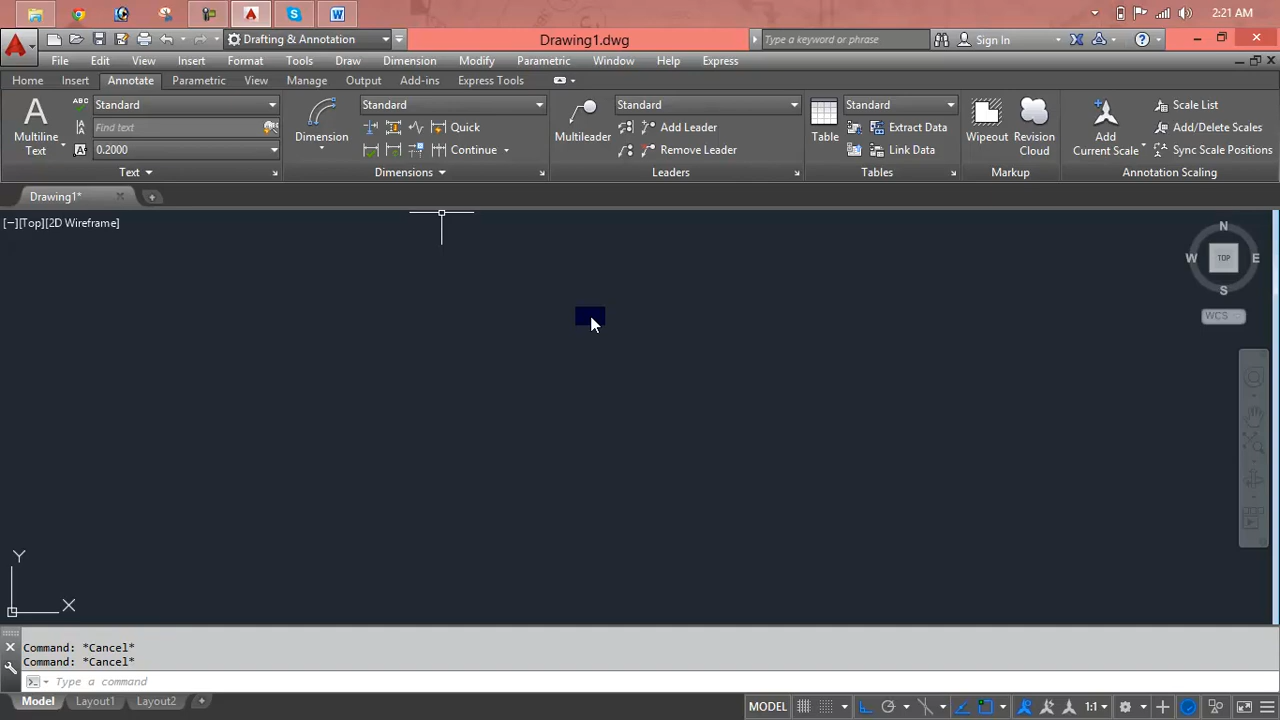 2:21 AM
Drafting & Annotation
Drawing1.dwg
Type a keyword or phrase
Sign In
File Edit View Insert Format Tools Draw Dimension Modify Parametric Window Help Express
Home Insert Annotate Parametric View Manage Output Add-ins Express Tools
Multiline Text
ABC Standard
Find text
0.2000
Text
Dimension
Standard
Quick
Continue
Dimensions
Multileader
Standard
Add Leader
Remove Leader
Leaders
Table
Standard
Extract Data
Link Data
Tables
Wipeout
Revision Cloud
Markup
Add Current Scale
Scale List
Add/Delete Scales
Sync Scale Positions
Annotation Scaling
Drawing1*
[−][Top][2D Wireframe]
N
W TOP E
S
WCS
Y
X
Command: *Cancel*
Command: *Cancel*
Type a command
Model Layout1 Layout2
MODEL 1:1